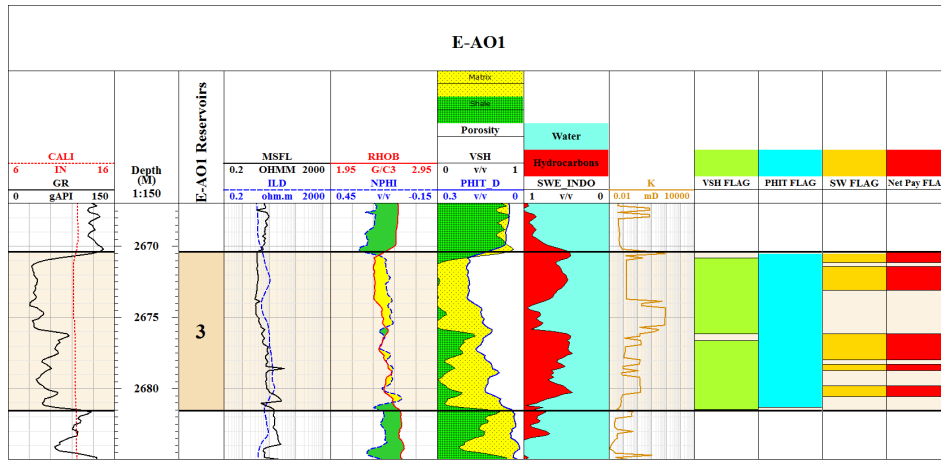 E-AO1
Matrix
Shale
Porosity
Water
CALI
6 IN 16
GR
0 gAPI 150
Depth
(M)
1:150
E-AO1 Reservoirs
MSFL
0.2 OHMM 2000
ILD
0.2 ohm.m 2000
RHOB
1.95 G/C3 2.95
NPHI
0.45 v/v -0.15
VSH
0 v/v 1
PHIT_D
0.3 v/v 0
Hydrocarbons
SWE_INDO
1 v/v 0
K
0.01 mD 10000
VSH FLAG
PHIT FLAG
SW FLAG
Net Pay FLA
2670
2675
3
2680